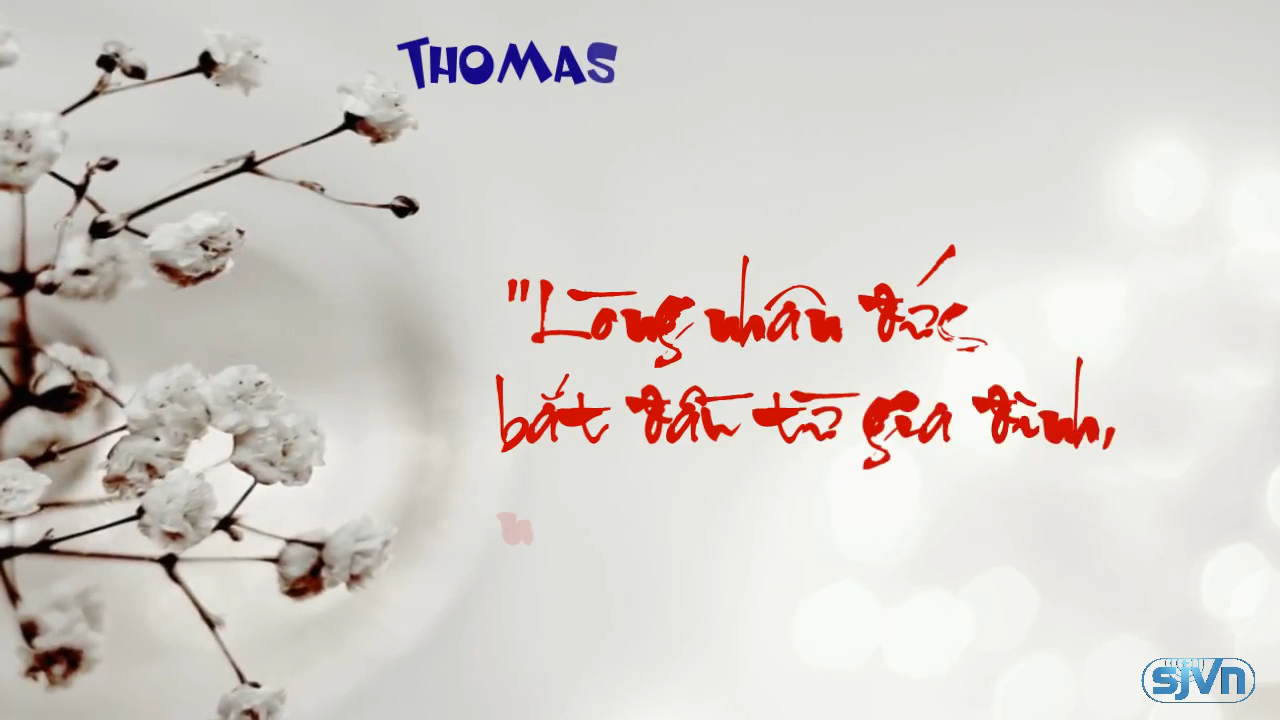 THOMAS
"Lòng nhân đức
bắt đầu từ gia đình,
n
sjvn